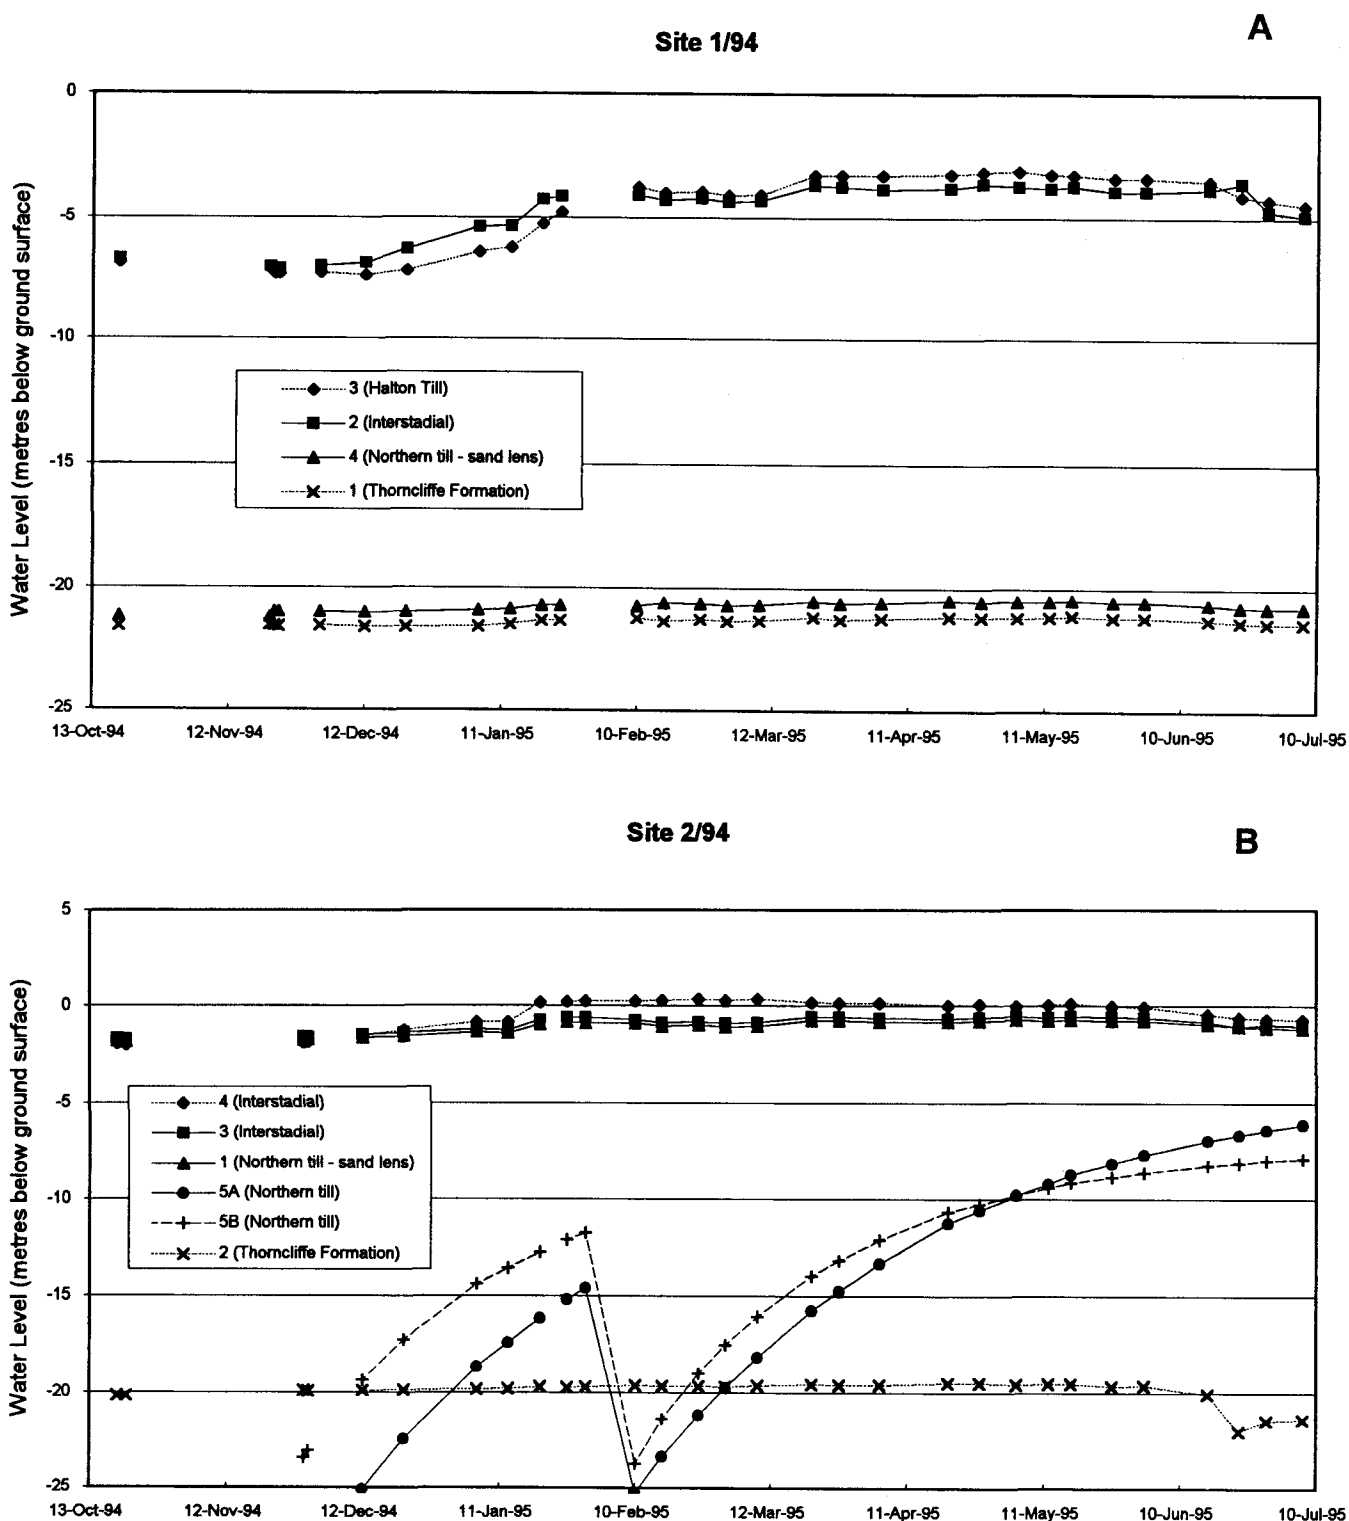 A
Site 1/94
Water Level (metres below ground surface)
0
-5
-10
-15
-20
-25
3 (Halton Till)
2 (Interstadial)
4 (Northern till - sand lens)
1 (Thorncliffe Formation)
13-Oct-94 12-Nov-94 12-Dec-94 11-Jan-95 10-Feb-95 12-Mar-95 11-Apr-95 11-May-95 10-Jun-95 10-Jul-95
Site 2/94
B
Water Level (metres below ground surface)
5
0
-5
-10
-15
-20
-25
4 (Interstadial)
3 (Interstadial)
1 (Northern till - sand lens)
5A (Northern till)
5B (Northern till)
2 (Thorncliffe Formation)
13-Oct-94 12-Nov-94 12-Dec-94 11-Jan-95 10-Feb-95 12-Mar-95 11-Apr-95 11-May-95 10-Jun-95 10-Jul-95